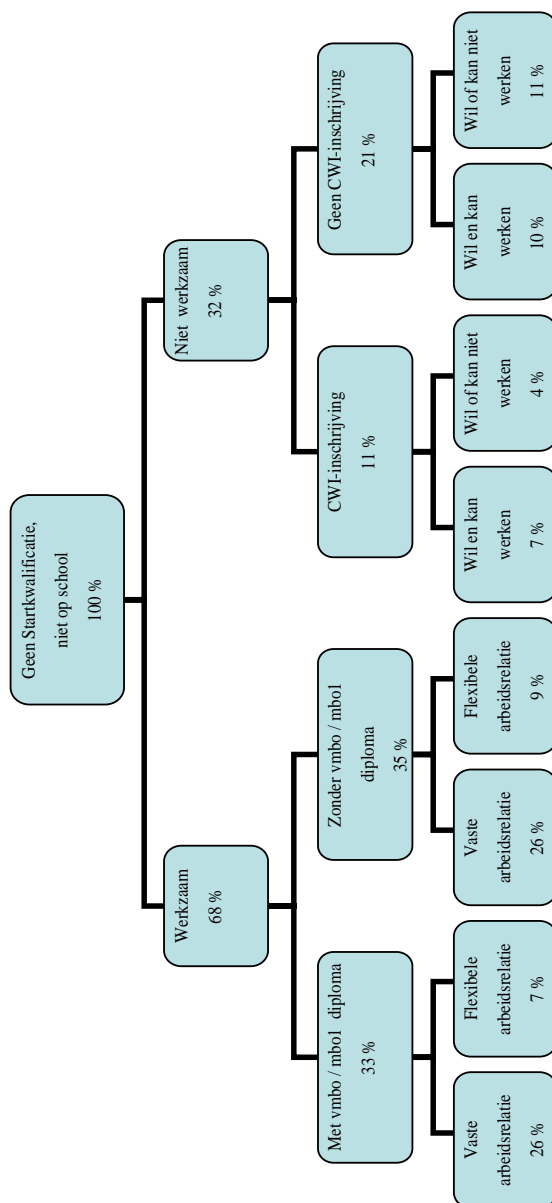 Geen Startkwalificatie,
niet op school
100 %
Werkzaam
68 %
Niet werkzaam
32 %
Met vmbo / mbo1 diploma
33 %
Zonder vmbo / mbo1
diploma
35 %
CWI-inschrijving
11 %
Geen CWI-inschrijving
21 %
Vaste
arbeidsrelatie
26 %
Flexibele
arbeidsrelatie
7 %
Vaste
arbeidsrelatie
26 %
Flexibele
arbeidsrelatie
9 %
Wil en kan
werken
7 %
Wil of kan niet
werken
4 %
Wil en kan
werken
10 %
Wil of kan niet
werken
11 %